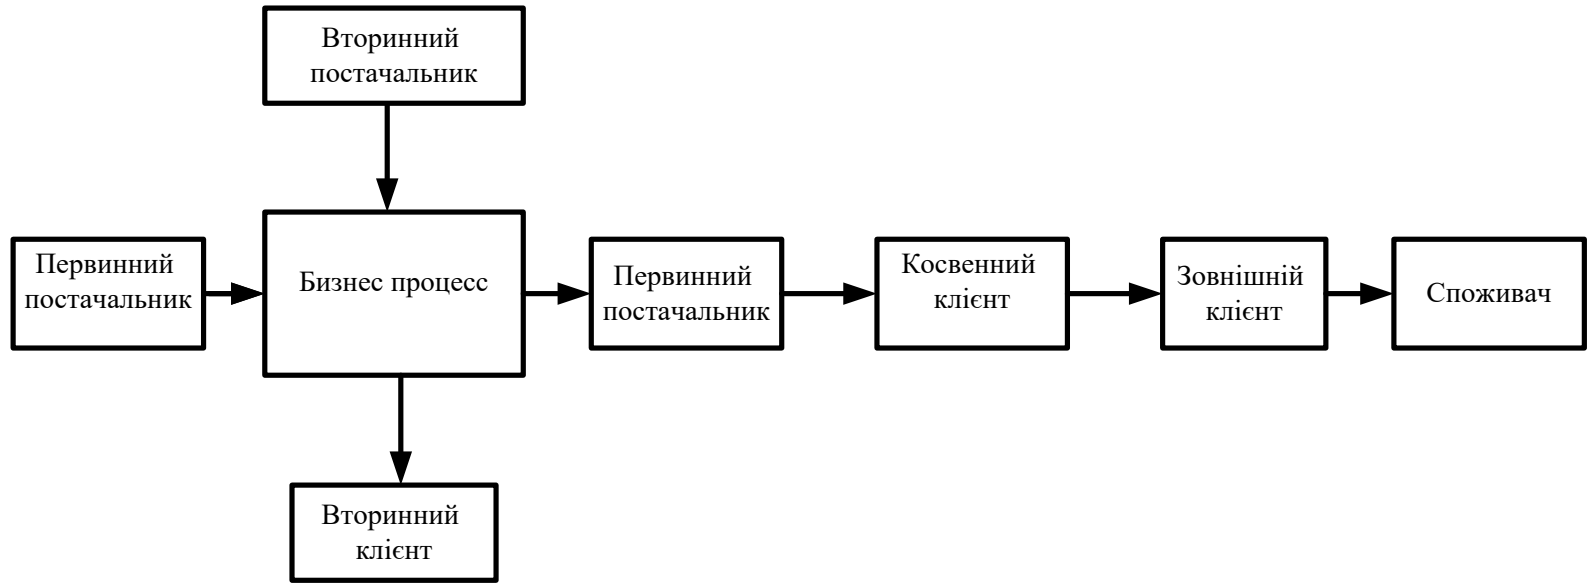 Вторинний
постачальник
Первинний
постачальник
Бизнес процесс
Первинний
постачальник
Косвенний
клієнт
Зовнішній
клієнт
Споживач
Вторинний
клієнт